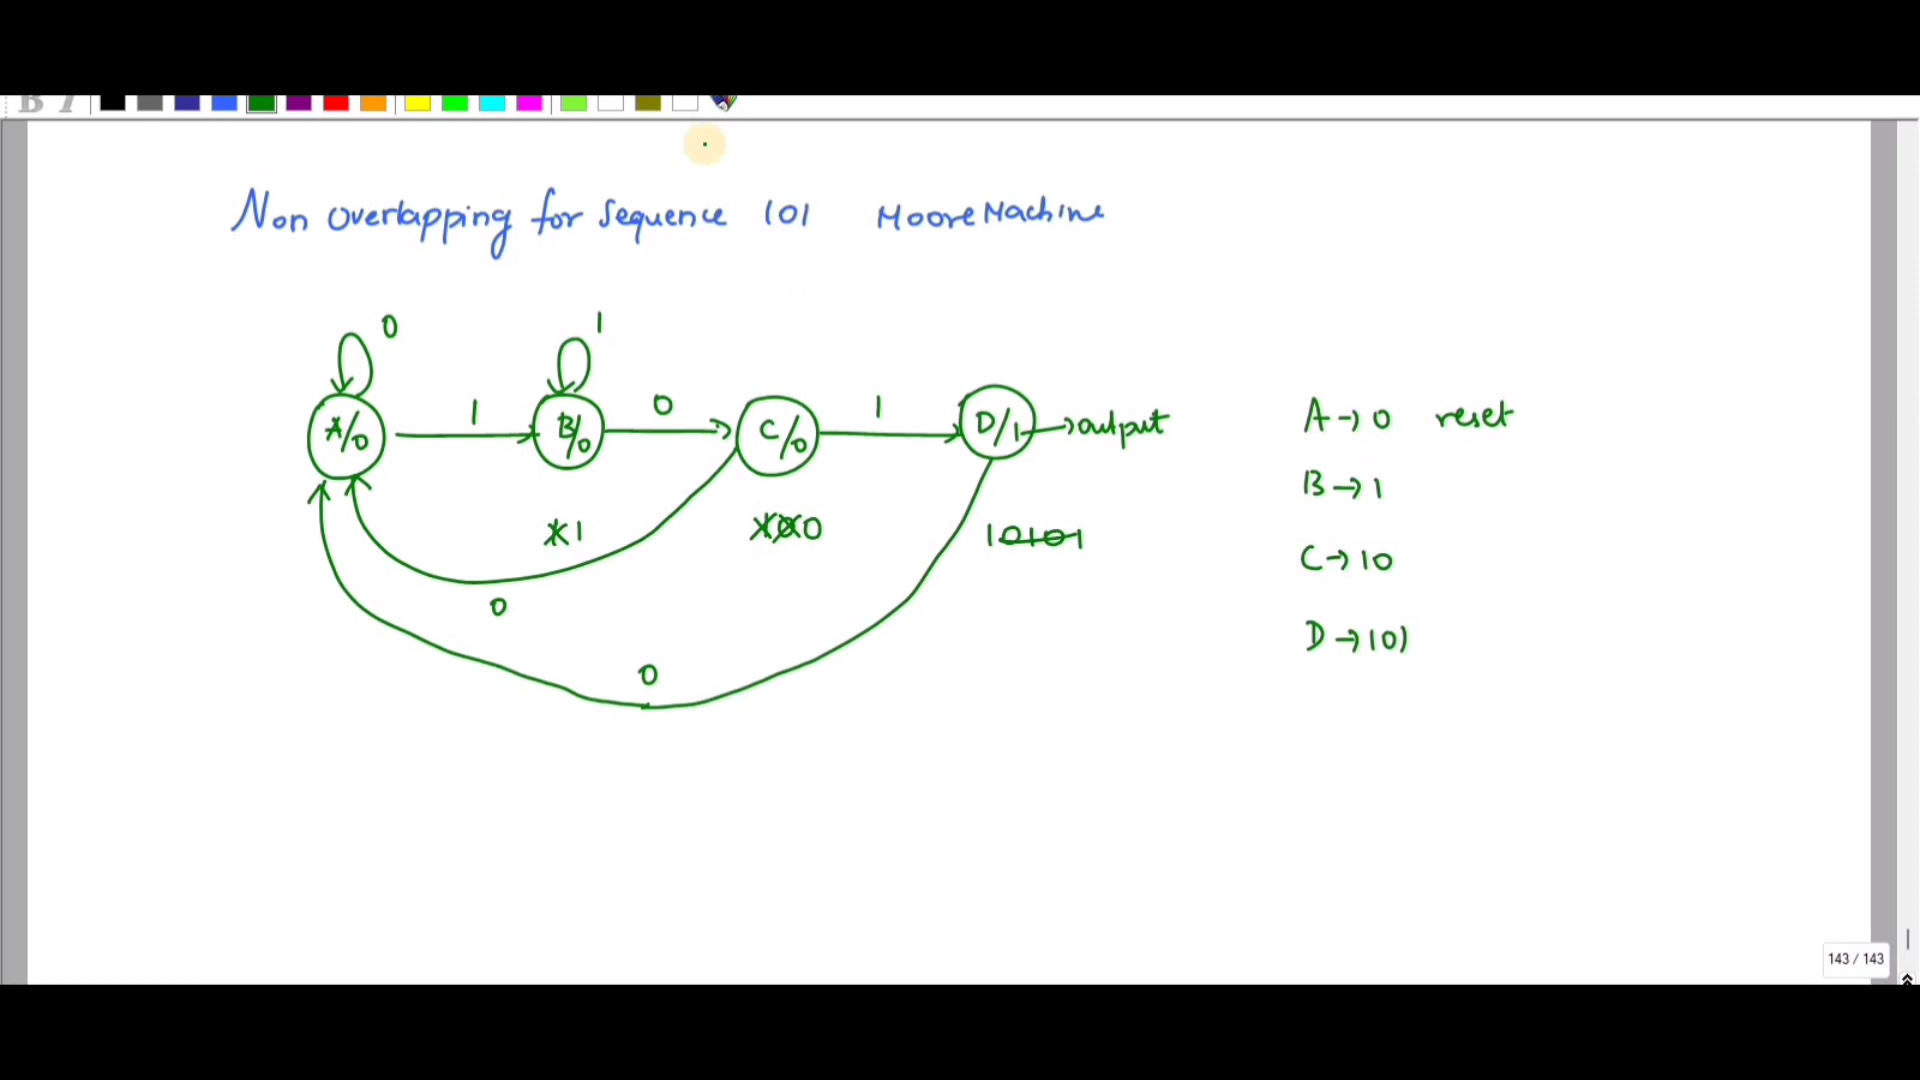 B I
Non overlapping for sequence 101 Moore Machine
0 1
A/0 1 B/0 0 C/0 1 D/1 → output
A → 0 reset
B → 1
1 0 10101
C → 10
0
D → 101
0
143 / 143